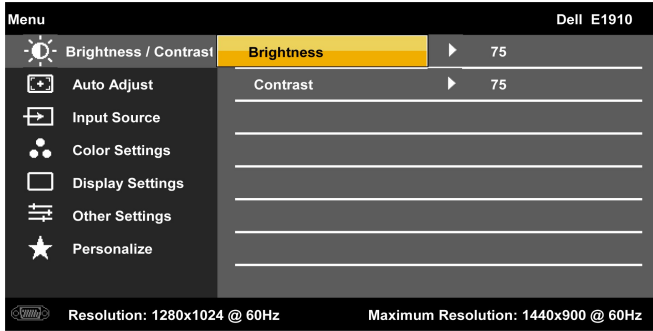 Menu Dell E1910
Brightness / Contrast Brightness 75
Auto Adjust Contrast 75
Input Source
Color Settings
Display Settings
Other Settings
Personalize
Resolution: 1280x1024 @ 60Hz Maximum Resolution: 1440x900 @ 60Hz